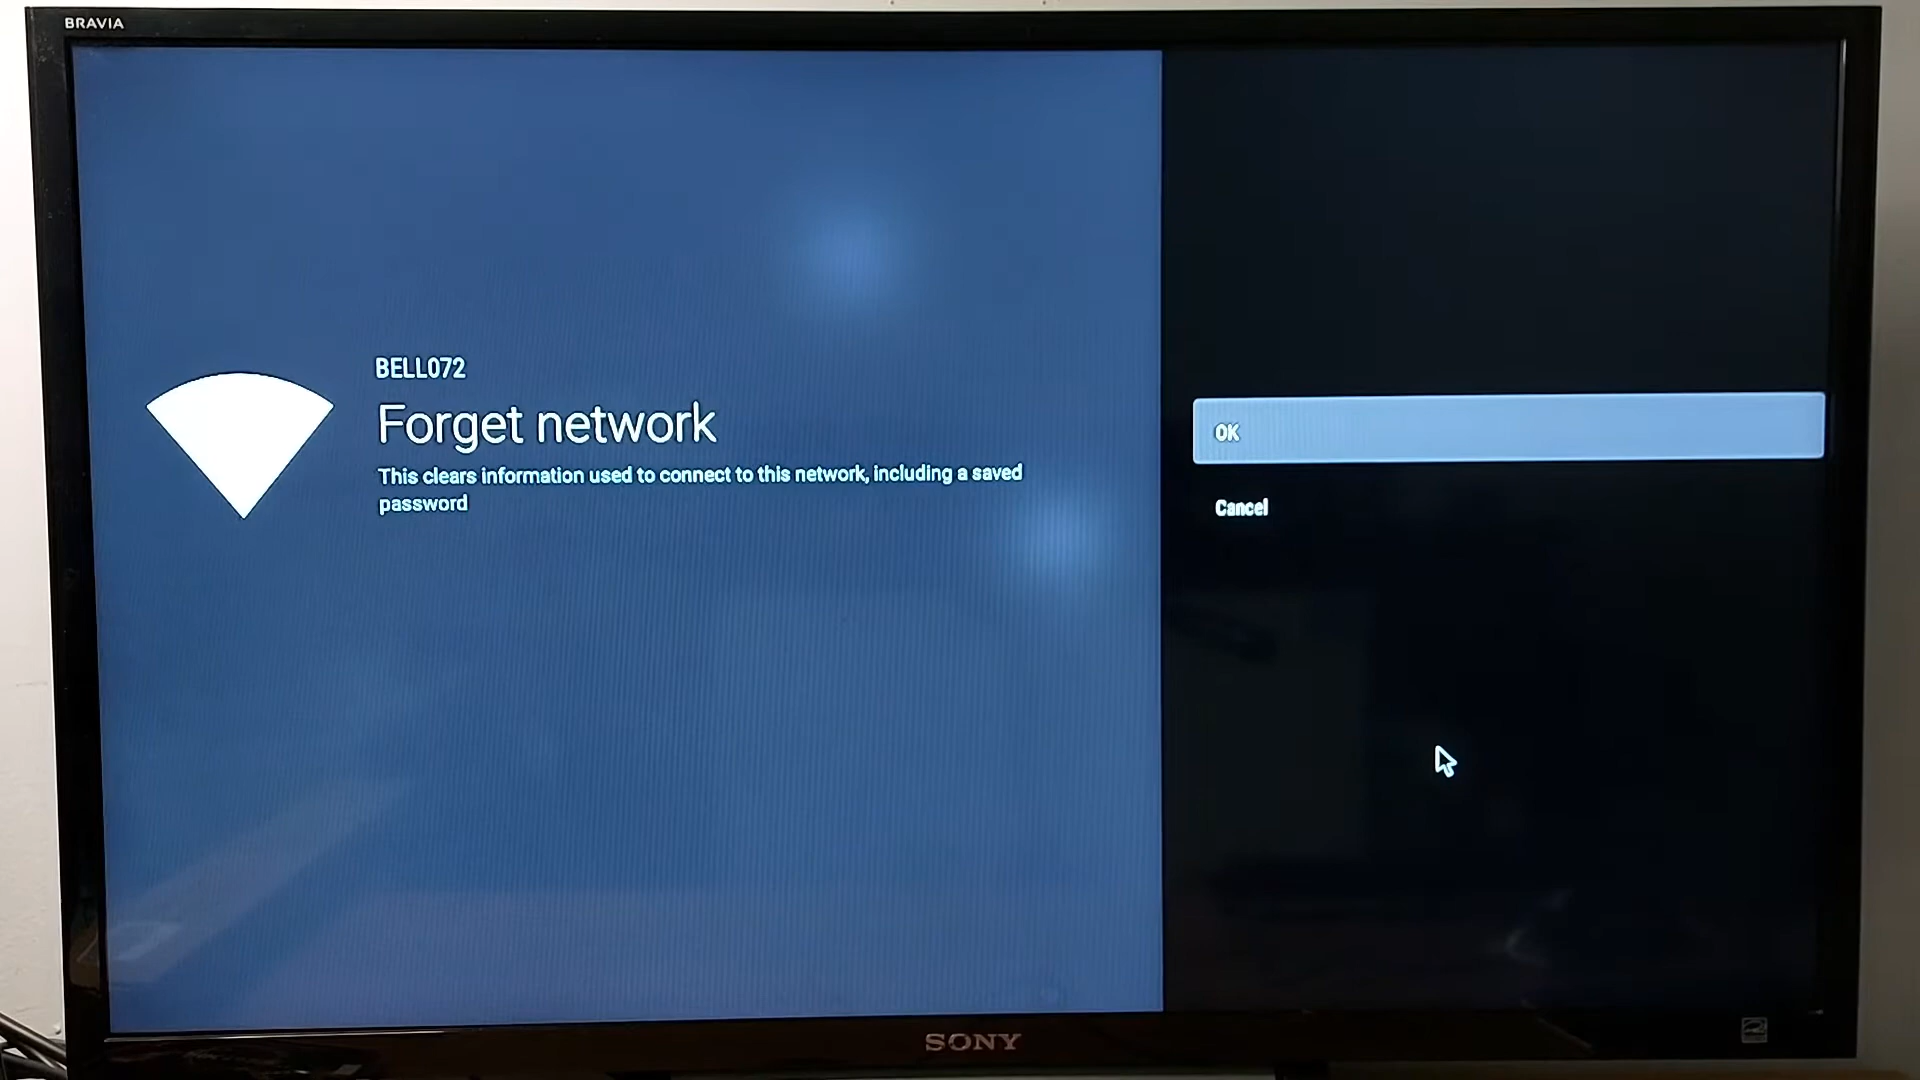 BRAVIA
BELL072
Forget network
This clears information used to connect to this network, including a saved
password
OK
Cancel
SONY